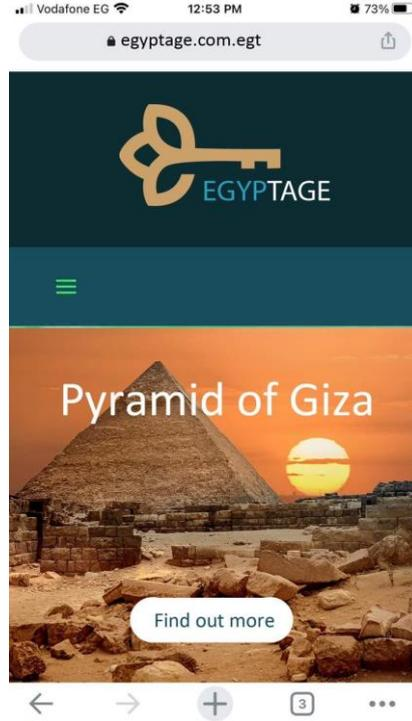 Vodafone EG 12:53 PM 73%
egyptage.com.egt
EGYPTAGE
Pyramid of Giza
Find out more
3